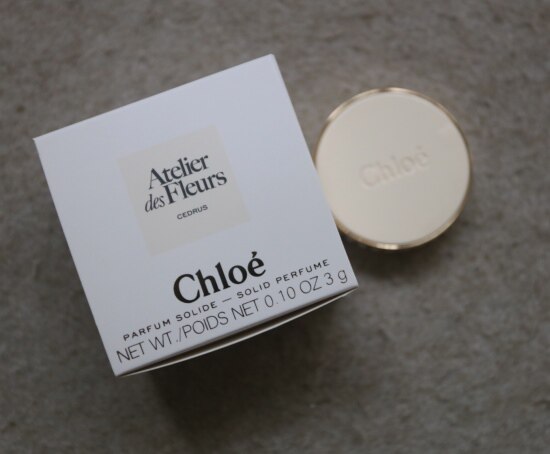 Atelier
des Fleurs
CEDRUS
Chloé
PARFUM SOLIDE — SOLID PERFUME
NET WT./POIDS NET 0.10 OZ 3 g
Chloé